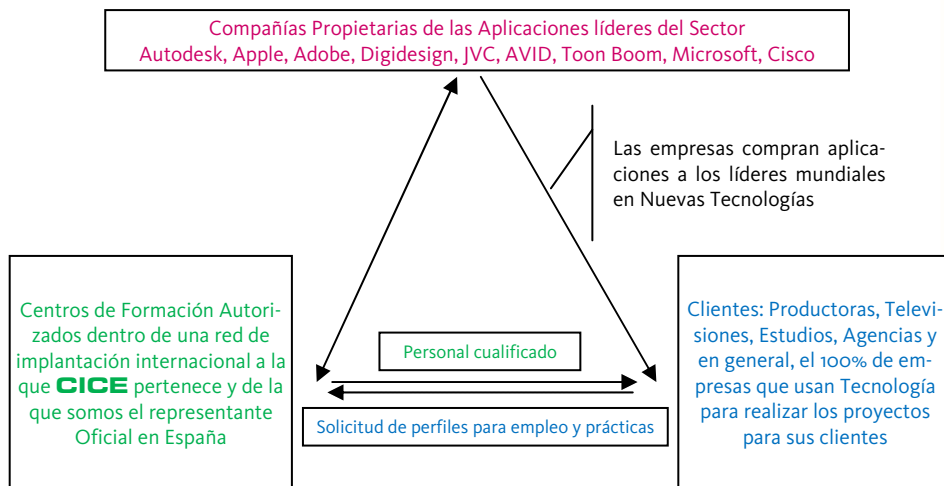 Compañías Propietarias de las Aplicaciones líderes del Sector
Autodesk, Apple, Adobe, Digidesign, JVC, AVID, Toon Boom, Microsoft, Cisco
Las empresas compran aplica-
ciones a los líderes mundiales
en Nuevas Tecnologías
Centros de Formación Autori-
zados dentro de una red de
implantación internacional a la
que CICE pertenece y de la
que somos el representante
Oficial en España
Personal cualificado
Solicitud de perfiles para empleo y prácticas
Clientes: Productoras, Televi-
siones, Estudios, Agencias y
en general, el 100% de em-
presas que usan Tecnología
para realizar los proyectos
para sus clientes